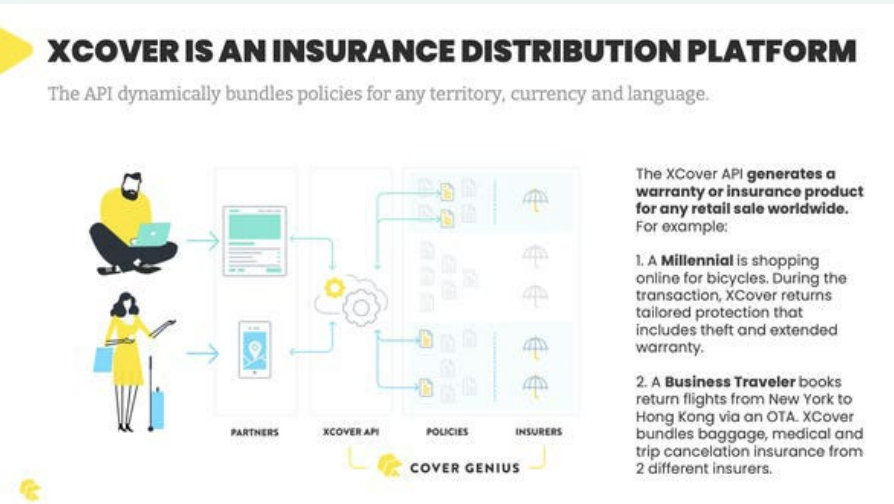 XCOVER IS AN INSURANCE DISTRIBUTION PLATFORM
The API dynamically bundles policies for any territory, currency and language.
The XCover API generates a
warranty or insurance product
for any retail sale worldwide.
For example:
1. A Millennial is shopping
online for bicycles. During the
transaction, XCover returns
tailored protection that
includes theft and extended
warranty.
2. A Business Traveler books
return flights from New York to
Hong Kong via an OTA. XCover
bundles baggage, medical and
trip cancelation insurance from
2 different insurers.
PARTNERS
XCOVER API
POLICIES
INSURERS
COVER GENIUS